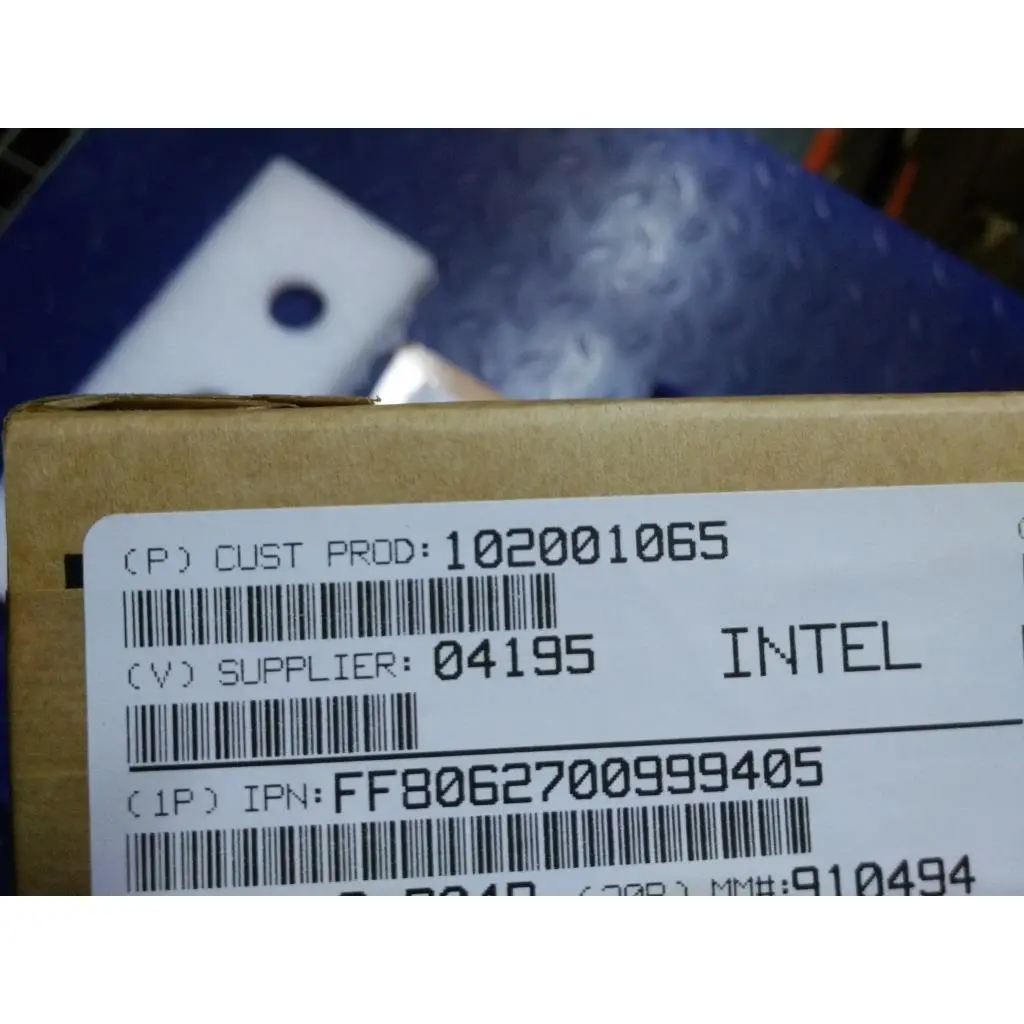 (P) CUST PROD: 102001065
(V) SUPPLIER: 04195 INTEL
(1P) IPN: FF8062700999405
MM#: 910494